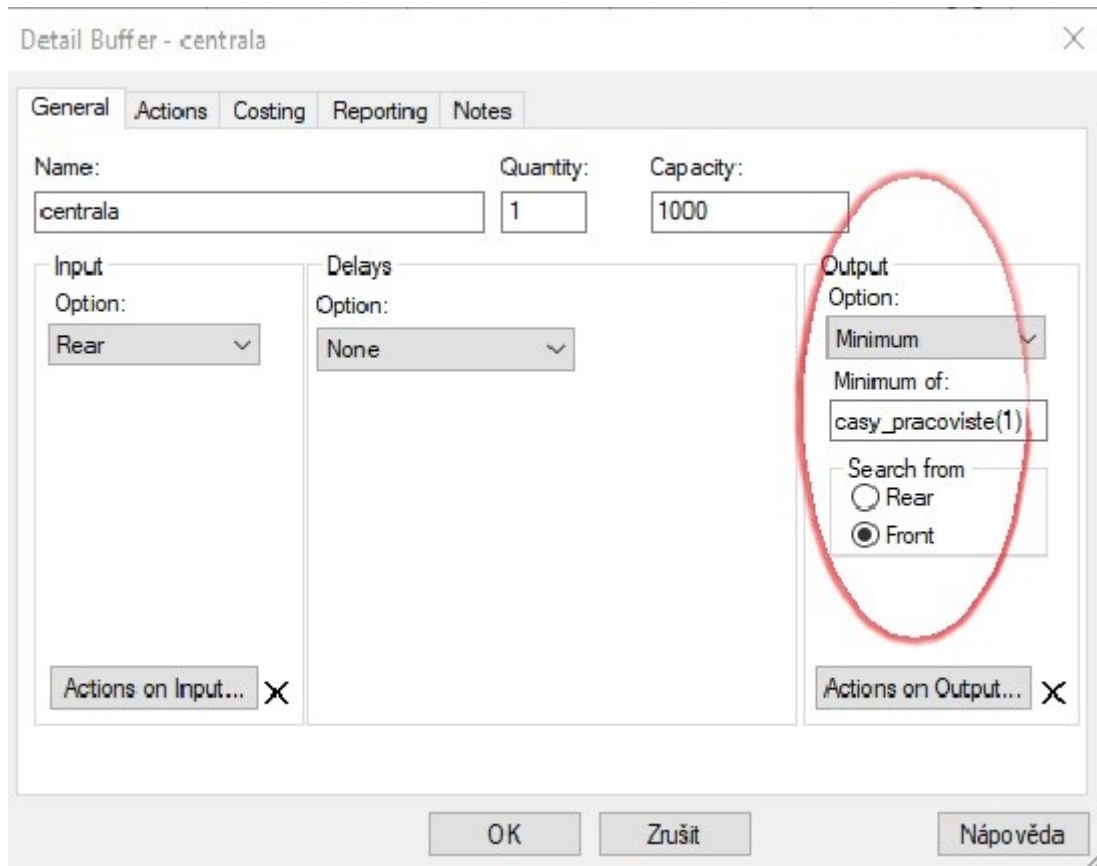 Detail Buffer - centrala
General Actions Costing Reporting Notes
Name: Quantity: Capacity:
centrala 1 1000
Input
Option:
Rear
Actions on Input...
Delays
Option:
None
Output
Option:
Minimum
Minimum of:
casy_pracoviste(1)
Search from
Rear
Front
Actions on Output...
OK Zrušit Nápověda